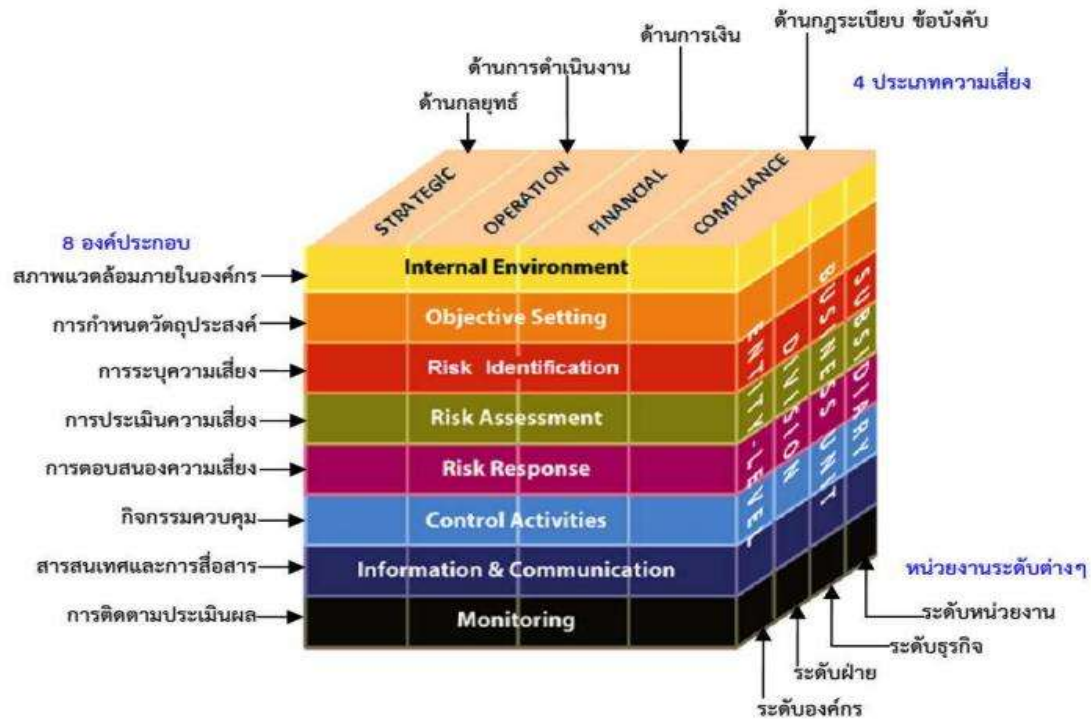 ด้านกฎระเบียบ ข้อบังคับ
ด้านการเงิน
ด้านการดำเนินงาน
4 ประเภทความเสี่ยง
ด้านกลยุทธ์
STRATEGIC
OPERATION
FINANCIAL
COMPLIANCE
8 องค์ประกอบ
สภาพแวดล้อมภายในองค์กร
Internal Environment
การกำหนดวัตถุประสงค์
Objective Setting
การระบุความเสี่ยง
Risk Identification
การประเมินความเสี่ยง
Risk Assessment
การตอบสนองความเสี่ยง
Risk Response
กิจกรรมควบคุม
Control Activities
สารสนเทศและการสื่อสาร
Information & Communication
การติดตามประเมินผล
Monitoring
ENTITY-LEVEL
DIVISION
BUSINESS UNIT
SUBSIDIARY
หน่วยงานระดับต่างๆ
ระดับหน่วยงาน
ระดับธุรกิจ
ระดับฝ่าย
ระดับองค์กร